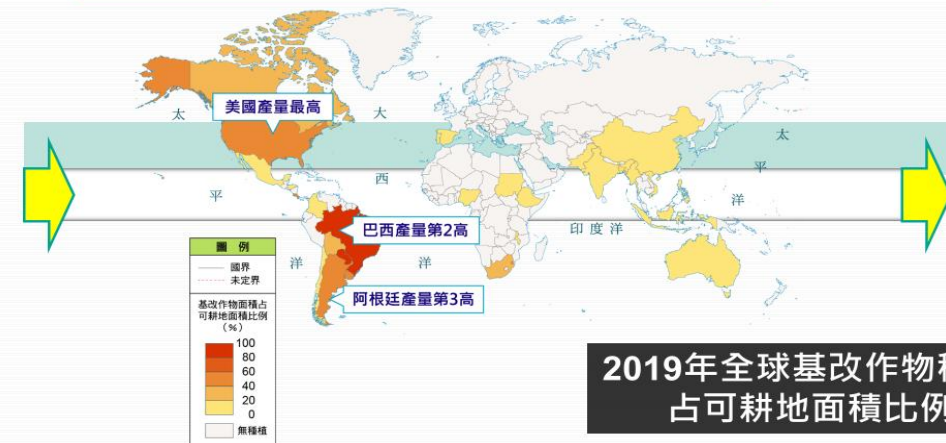 太
美國產量最高
大
太
平
西
平
洋
巴西產量第2高
印度洋
洋
洋
阿根廷產量第3高
圖 例
國界
未定界
基改作物面積占
可耕地面積比例
(%)
100
80
60
40
20
0
無種植
2019年全球基改作物種
占可耕地面積比例